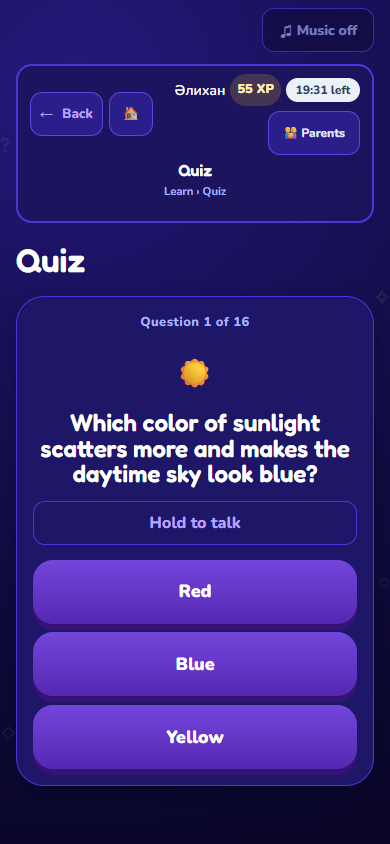 ♫ Music off
← Back
Әлихан 55 XP 19:31 left
Parents
Quiz
Learn › Quiz
Quiz
Question 1 of 16
Which color of sunlight
scatters more and makes the
daytime sky look blue?
Hold to talk
Red
Blue
Yellow